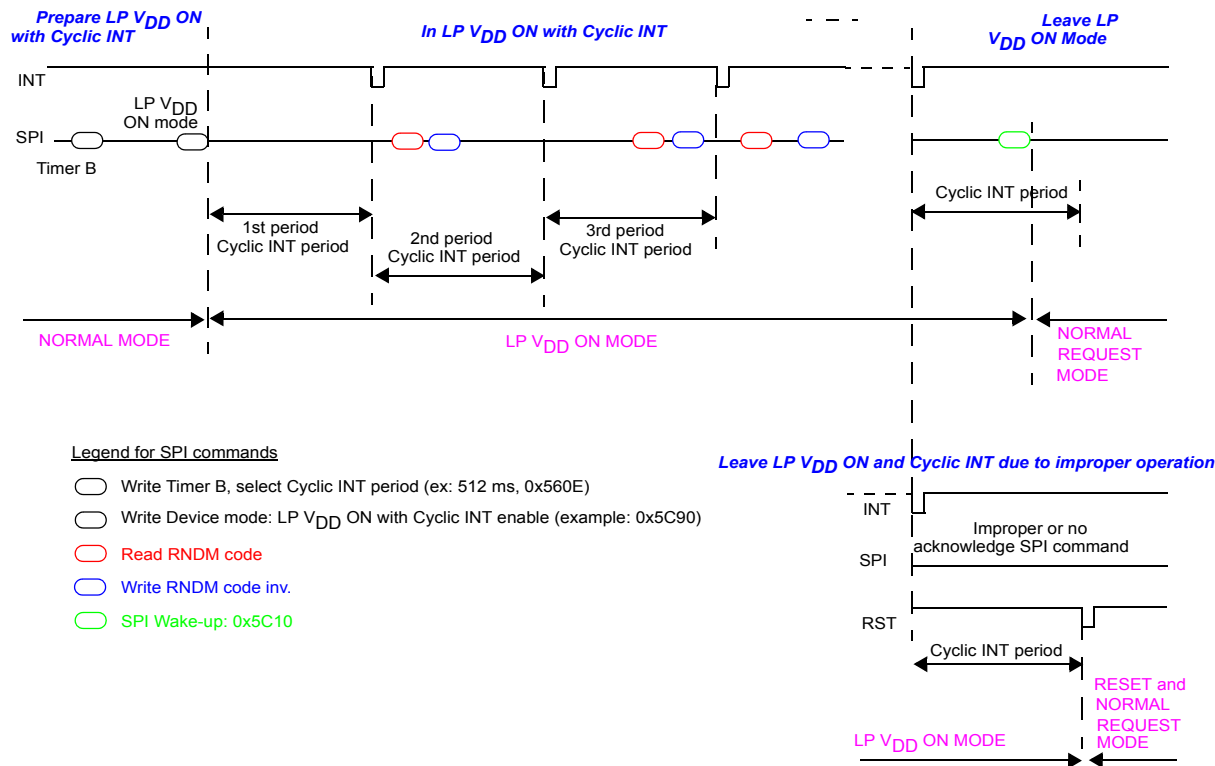 Prepare LP VDD ON
with Cyclic INT
In LP VDD ON with Cyclic INT
Leave LP
VDD ON Mode
INT
LP VDD
ON mode
SPI
Timer B
1st period
Cyclic INT period
2nd period
Cyclic INT period
3rd period
Cyclic INT period
Cyclic INT period
NORMAL MODE
LP VDD ON MODE
NORMAL
REQUEST
MODE
Legend for SPI commands
Write Timer B, select Cyclic INT period (ex: 512 ms, 0x560E)
Write Device mode: LP VDD ON with Cyclic INT enable (example: 0x5C90)
Read RNDM code
Write RNDM code inv.
SPI Wake-up: 0x5C10
Leave LP VDD ON and Cyclic INT due to improper operation
INT
Improper or no
acknowledge SPI command
SPI
RST
Cyclic INT period
RESET and
NORMAL
REQUEST
MODE
LP VDD ON MODE